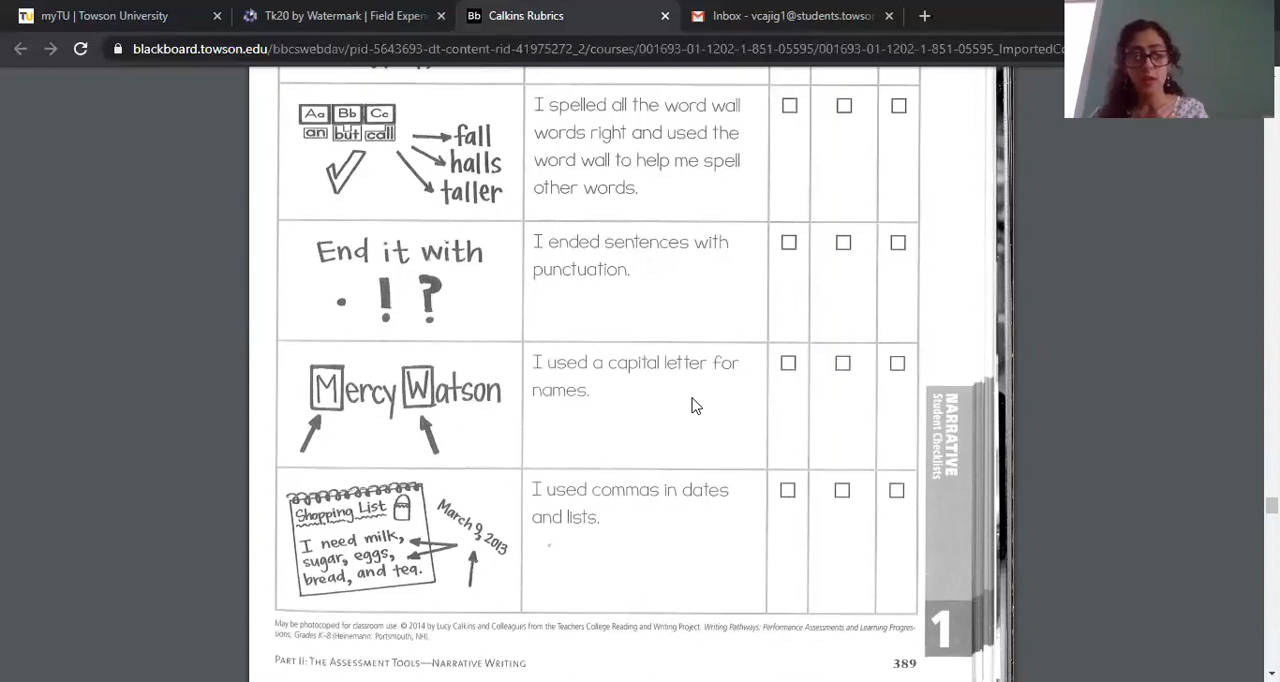 myTU | Towson University
Tk20 by Watermark | Field Exper
Bb Calkins Rubrics
Inbox - vcajig1@students.towso
blackboard.towson.edu/bbcswebdav/pid-5643693-dt-content-rid-41975272_2/courses/001693-01-1202-1-851-05595/001693-01-1202-1-851-05595_ImportedCo
Aa Bb Cc
an but call
fall
halls
taller
I spelled all the word wall
words right and used the
word wall to help me spell
other words.
End it with
. ! ?
I ended sentences with
punctuation.
Mercy Watson
I used a capital letter for
names.
Shopping List
I need milk,
sugar, eggs,
bread, and tea.
March 9, 2013
I used commas in dates
and lists.
NARRATIVE
Student Checklists
1
May be photocopied for classroom use. © 2014 by Lucy Calkins and Colleagues from the Teachers College Reading and Writing Project. Writing Pathways: Performance Assessments and Learning Progres-
sions, Grades K–8 (Heinemann: Portsmouth, NH).
PART II: THE ASSESSMENT TOOLS—NARRATIVE WRITING
389